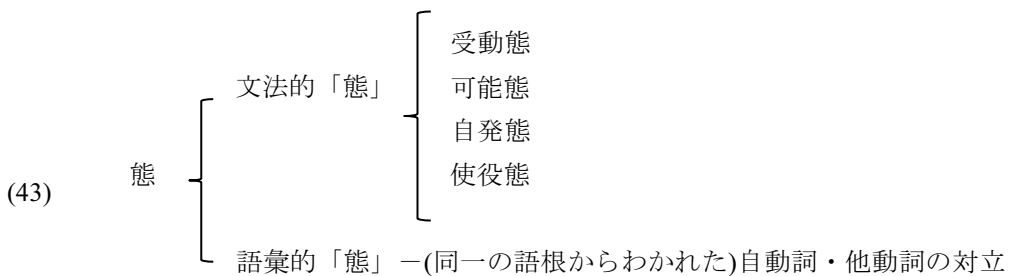 受動態
文法的「態」 可能態
自発態
(43) 態 使役態
語彙的「態」－(同一の語根からわかれた)自動詞・他動詞の対立